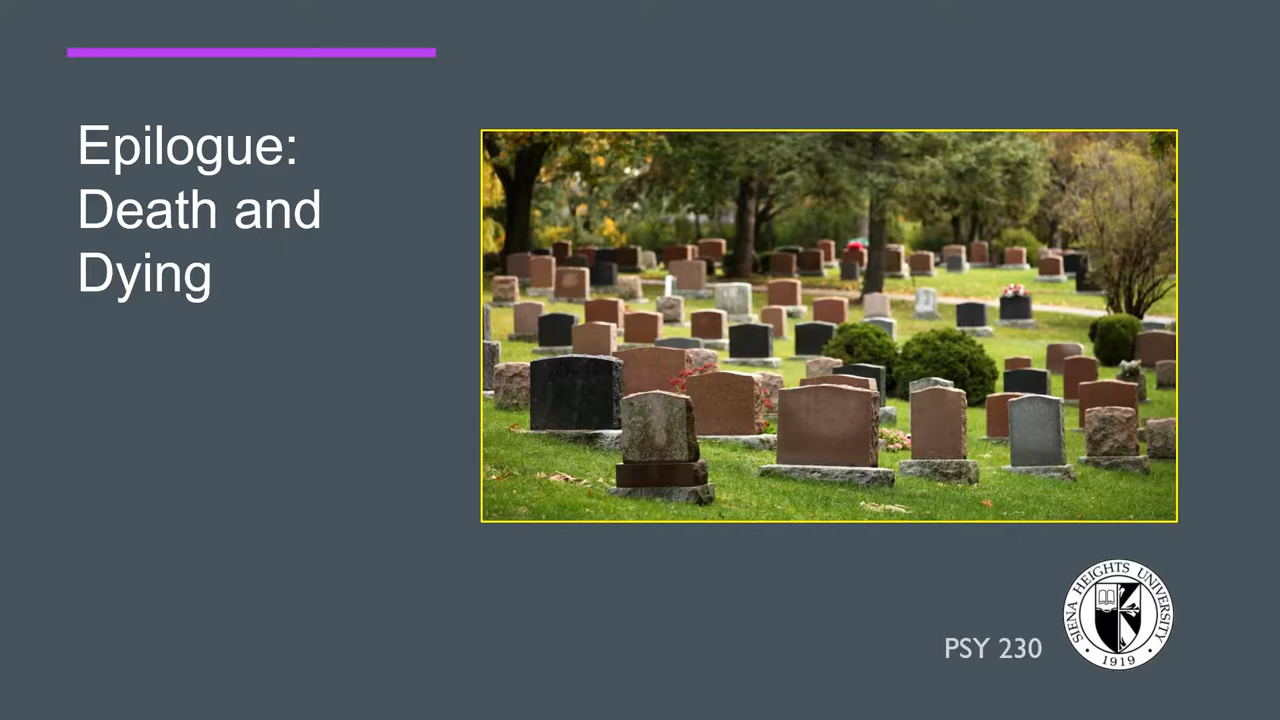 Epilogue:
Death and
Dying
PSY 230
SIENA HEIGHTS UNIVERSITY
1919